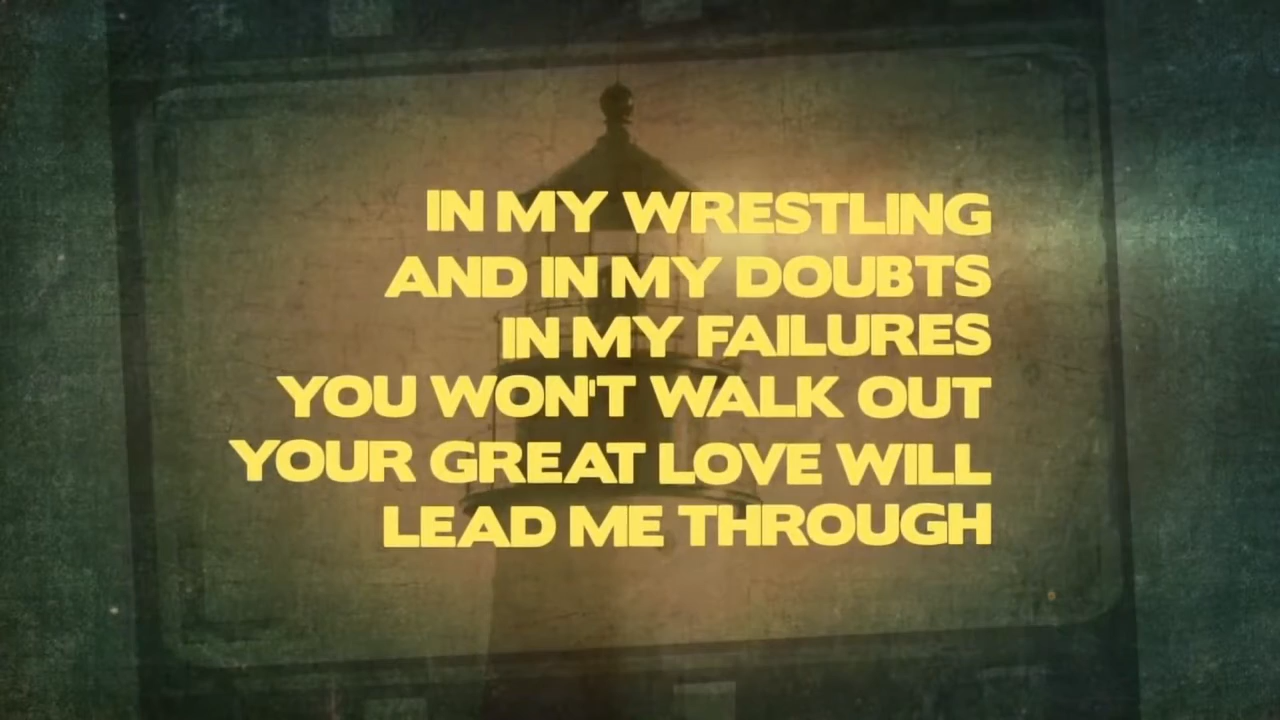 IN MY WRESTLING
AND IN MY DOUBTS
IN MY FAILURES
YOU WON'T WALK OUT
YOUR GREAT LOVE WILL
LEAD ME THROUGH